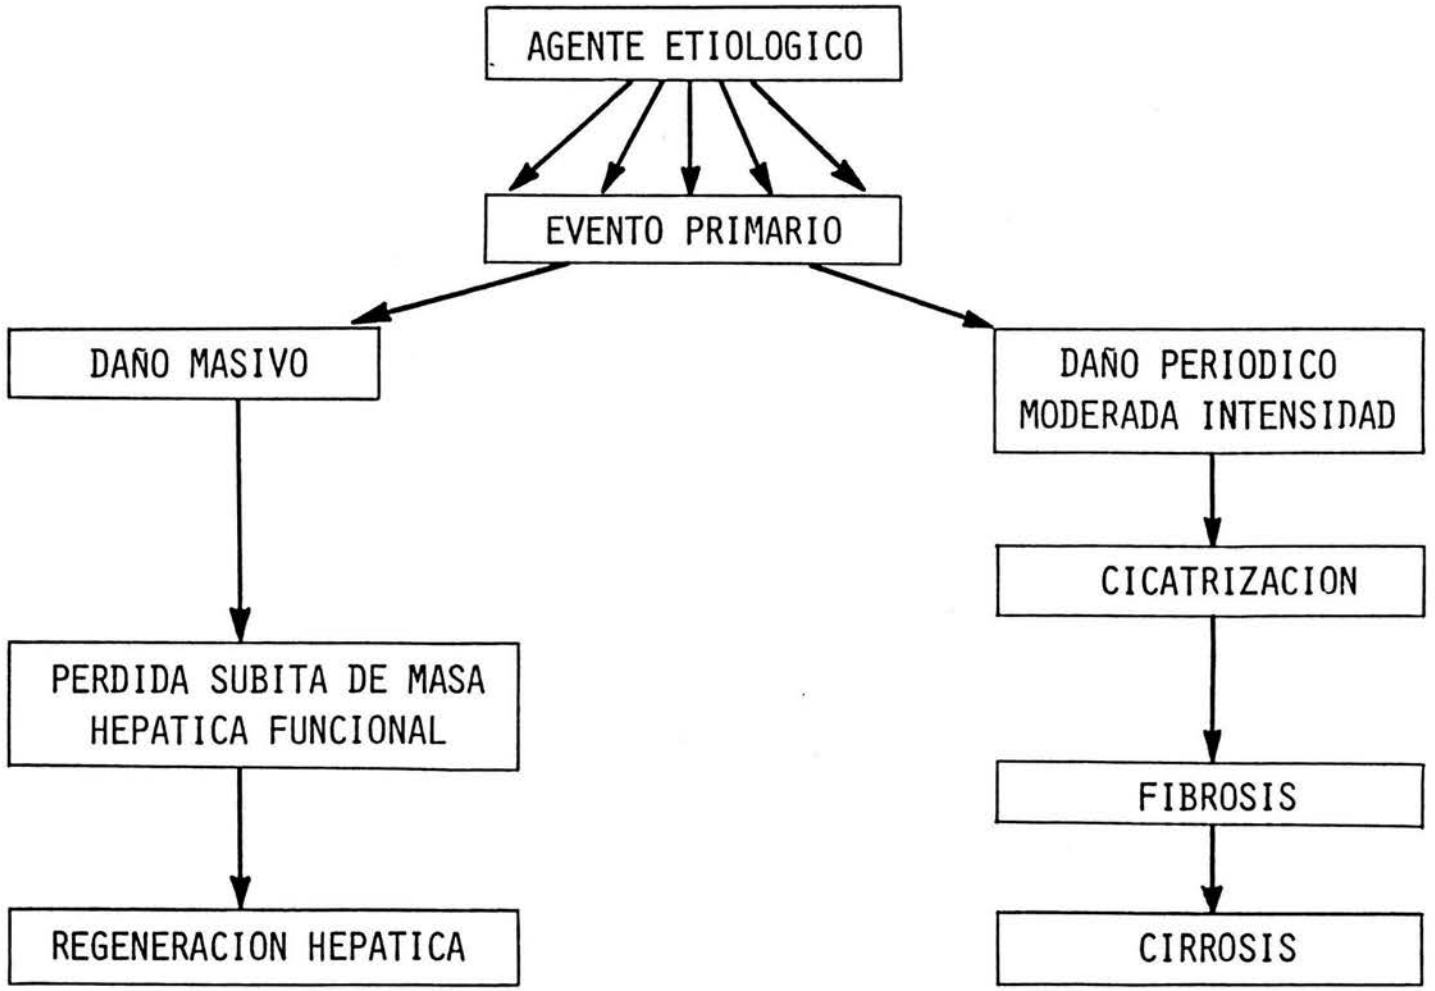 AGENTE ETIOLOGICO
EVENTO PRIMARIO
DAÑO MASIVO
PERDIDA SUBITA DE MASA
HEPATICA FUNCIONAL
REGENERACION HEPATICA
DAÑO PERIODICO
MODERADA INTENSIDAD
CICATRIZACION
FIBROSIS
CIRROSIS